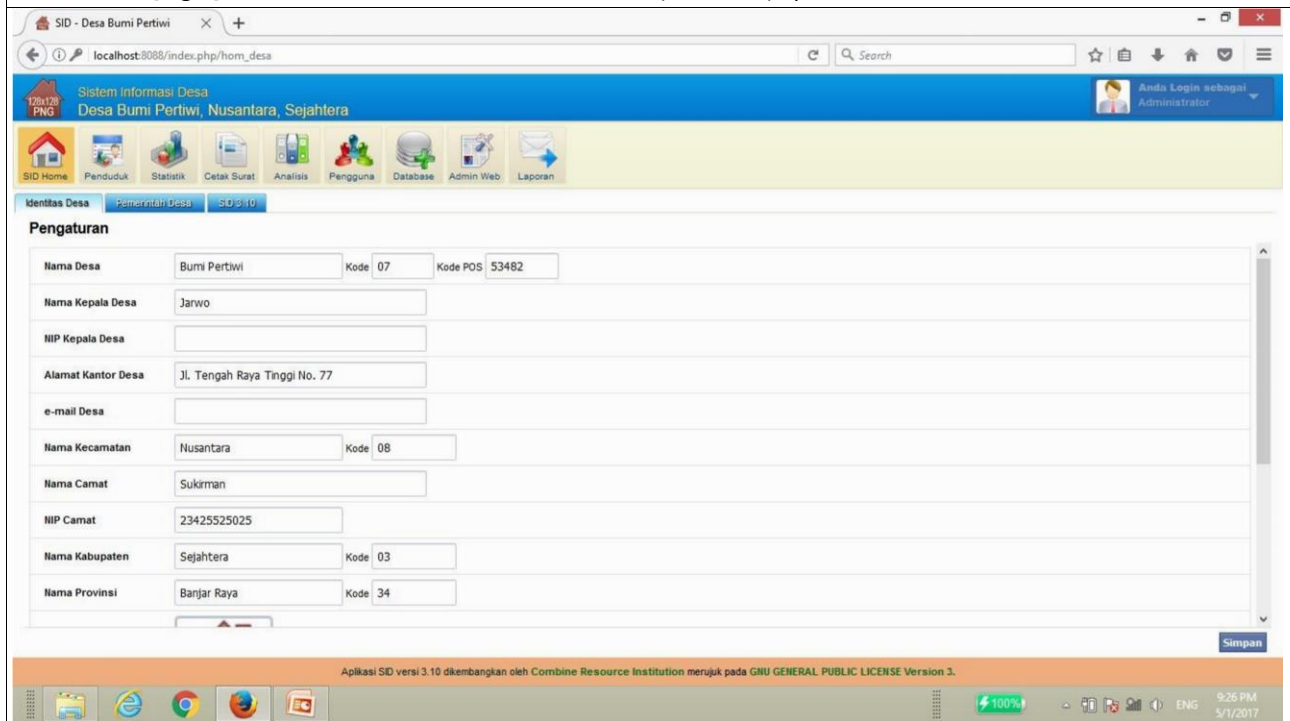 SID - Desa Bumi Pertiwi
localhost:8088/index.php/hom_desa
Search
128x128 PNG
Sistem Informasi Desa
Desa Bumi Pertiwi, Nusantara, Sejahtera
Anda Login sebagai
Administrator
SID Home Penduduk Statistik Cetak Surat Analisis Pengguna Database Admin Web Laporan
Identitas Desa Pemerintah Desa SID 3.10
Pengaturan
Nama Desa Bumi Pertiwi Kode 07 Kode POS 53482
Nama Kepala Desa Jarwo
NIP Kepala Desa
Alamat Kantor Desa Jl. Tengah Raya Tinggi No. 77
e-mail Desa
Nama Kecamatan Nusantara Kode 08
Nama Camat Sukirman
NIP Camat 23425525025
Nama Kabupaten Sejahtera Kode 03
Nama Provinsi Banjar Raya Kode 34
Simpan
Aplikasi SID versi 3.10 dikembangkan oleh Combine Resource Institution merujuk pada GNU GENERAL PUBLIC LICENSE Version 3.
100% ENG 9:26 PM
5/1/2017